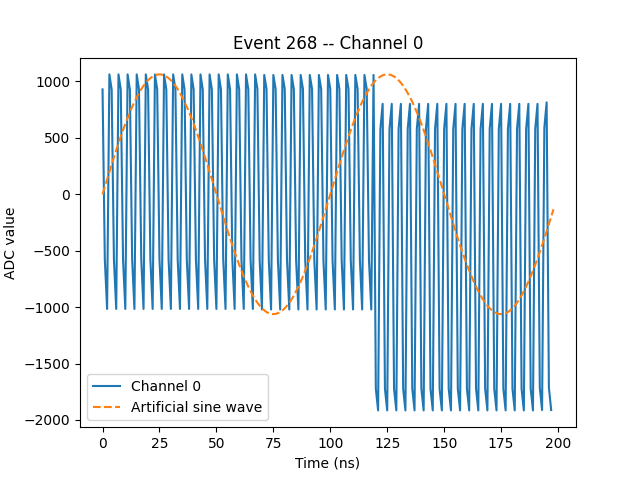 Event 268 -- Channel 0
1000
500
0
−500
−1000
−1500
−2000
ADC value
Channel 0
Artificial sine wave
0 25 50 75 100 125 150 175 200
Time (ns)